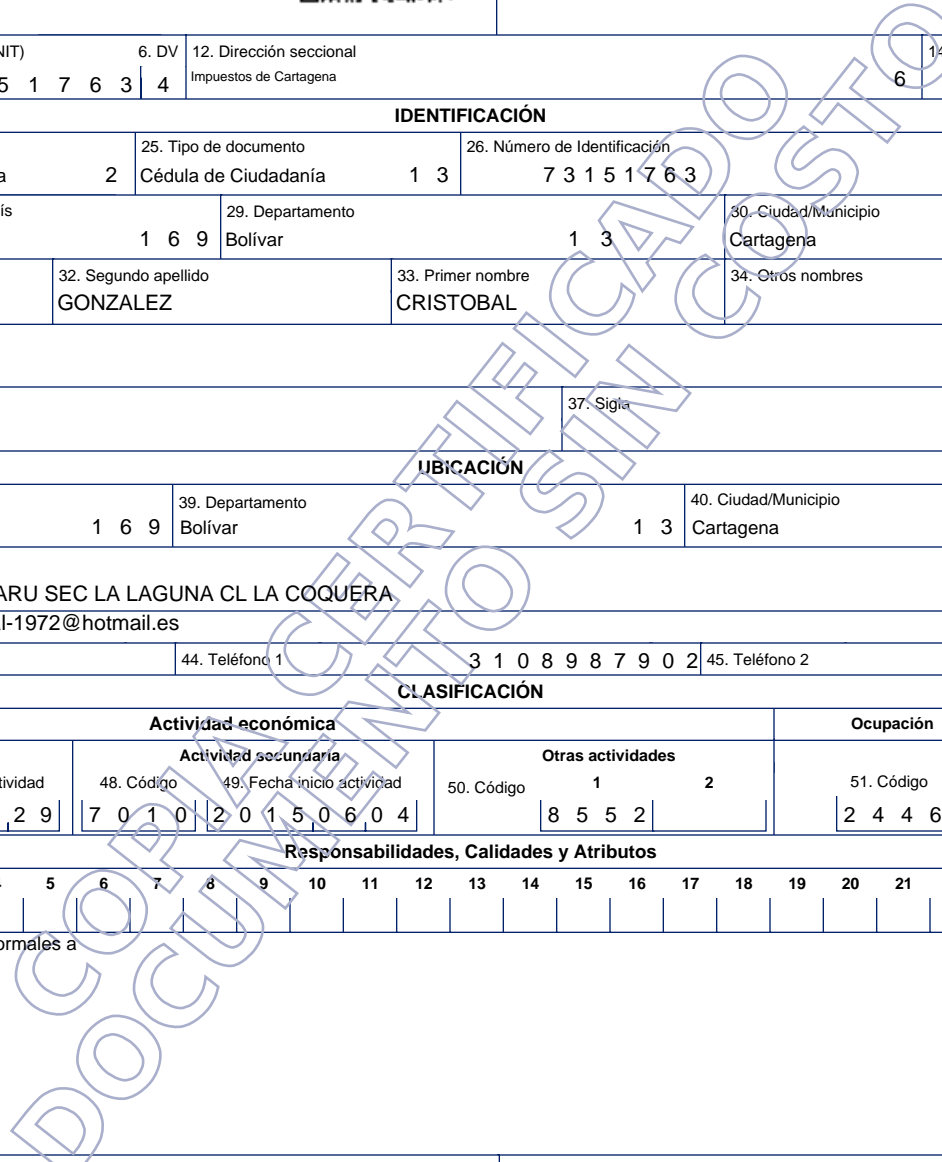 NIT) 6. DV 12. Dirección seccional 14
5 1 7 6 3 4 Impuestos de Cartagena 6
IDENTIFICACIÓN
25. Tipo de documento 26. Número de Identificación
a 2 Cédula de Ciudadanía 1 3 7 3 1 5 1 7 6 3
ís 29. Departamento 30. Ciudad/Municipio
1 6 9 Bolívar 1 3 Cartagena
32. Segundo apellido 33. Primer nombre 34. Otros nombres
GONZALEZ CRISTOBAL
37. Sigla
UBICACIÓN
39. Departamento 40. Ciudad/Municipio
1 6 9 Bolívar 1 3 Cartagena
ARU SEC LA LAGUNA CL LA COQUERA
l-1972@hotmail.es
44. Teléfono 1 3 1 0 8 9 8 7 9 0 2 45. Teléfono 2
CLASIFICACIÓN
Actividad económica Ocupación
Actividad secundaria Otras actividades
tividad 48. Código 49. Fecha inicio actividad 50. Código 1 2 51. Código
2 9 7 0 1 0 2 0 1 5 0 6 0 4 8 5 5 2 2 4 4 6
Responsabilidades, Calidades y Atributos
5 6 7 8 9 10 11 12 13 14 15 16 17 18 19 20 21
ormales a
COPIA CERTIFICADO
DOCUMENTO SIN COSTO